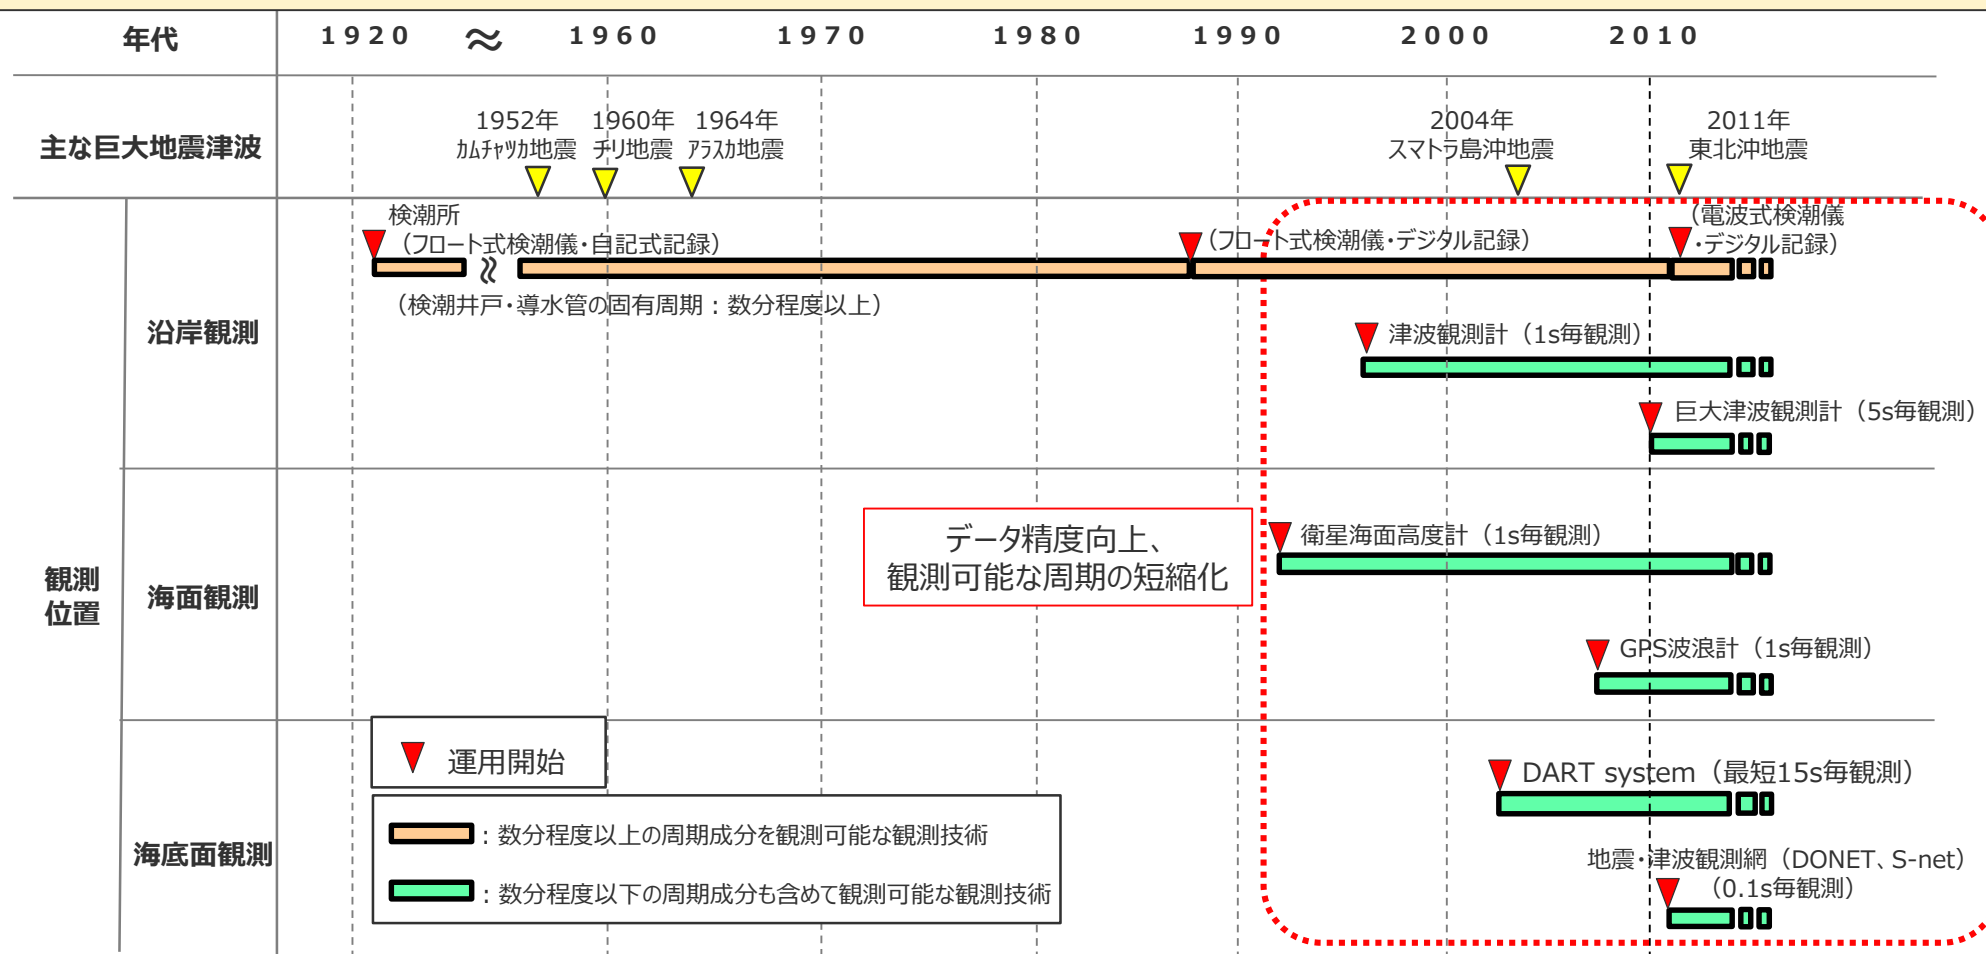 年代
1920 ≈ 1960 1970 1980 1990 2000 2010
主な巨大地震津波
1952年
カムチャツカ地震
1960年
チリ地震
1964年
アラスカ地震
2004年
スマトラ島沖地震
2011年
東北沖地震
観測
位置
沿岸観測
検潮所
（フロート式検潮儀・自記式記録）
（フロート式検潮儀・デジタル記録）
（電波式検潮儀
・デジタル記録）
（検潮井戸・導水管の固有周期：数分程度以上）
津波観測計（1s毎観測）
巨大津波観測計（5s毎観測）
海面観測
データ精度向上、
観測可能な周期の短縮化
衛星海面高度計（1s毎観測）
GPS波浪計（1s毎観測）
海底面観測
DART system（最短15s毎観測）
地震・津波観測網（DONET、S-net）
（0.1s毎観測）
運用開始
：数分程度以上の周期成分を観測可能な観測技術
：数分程度以下の周期成分も含めて観測可能な観測技術